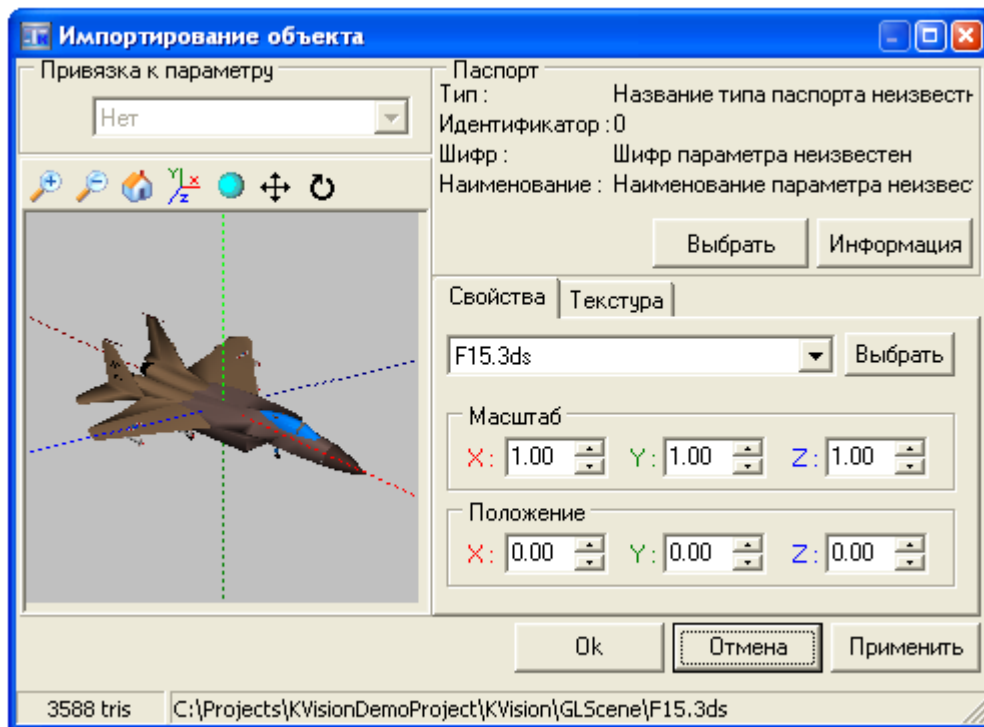 Импортирование объекта
Привязка к параметру
Нет
Паспорт
Тип : Название типа паспорта неизвестн
Идентификатор : 0
Шифр : Шифр параметра неизвестен
Наименование : Наименование параметра неизвес
Выбрать Информация
Y X Z
Свойства Текстура
F15.3ds Выбрать
Масштаб
X: 1.00 Y: 1.00 Z: 1.00
Положение
X: 0.00 Y: 0.00 Z: 0.00
Ok Отмена Применить
3588 tris C:\Projects\KVisionDemoProject\KVision\GLScene\F15.3ds